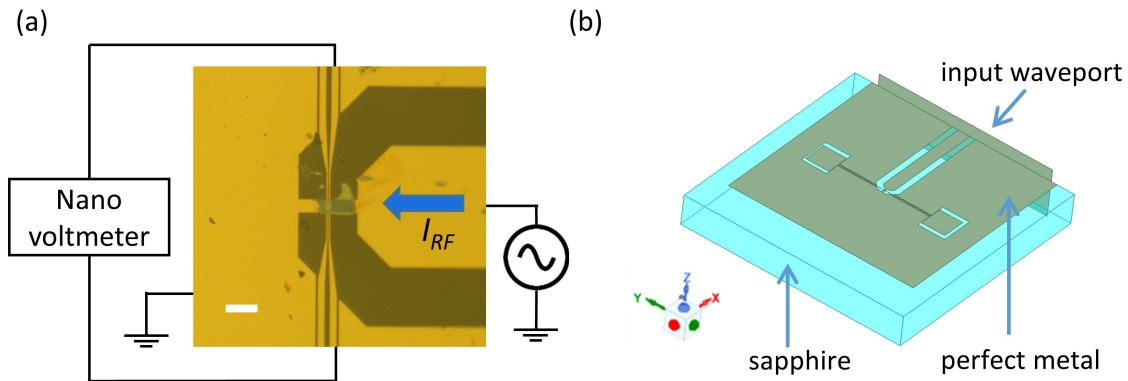 (a)
Nano
voltmeter
I_RF
(b)
input waveport
Z
Y
X
sapphire
perfect metal